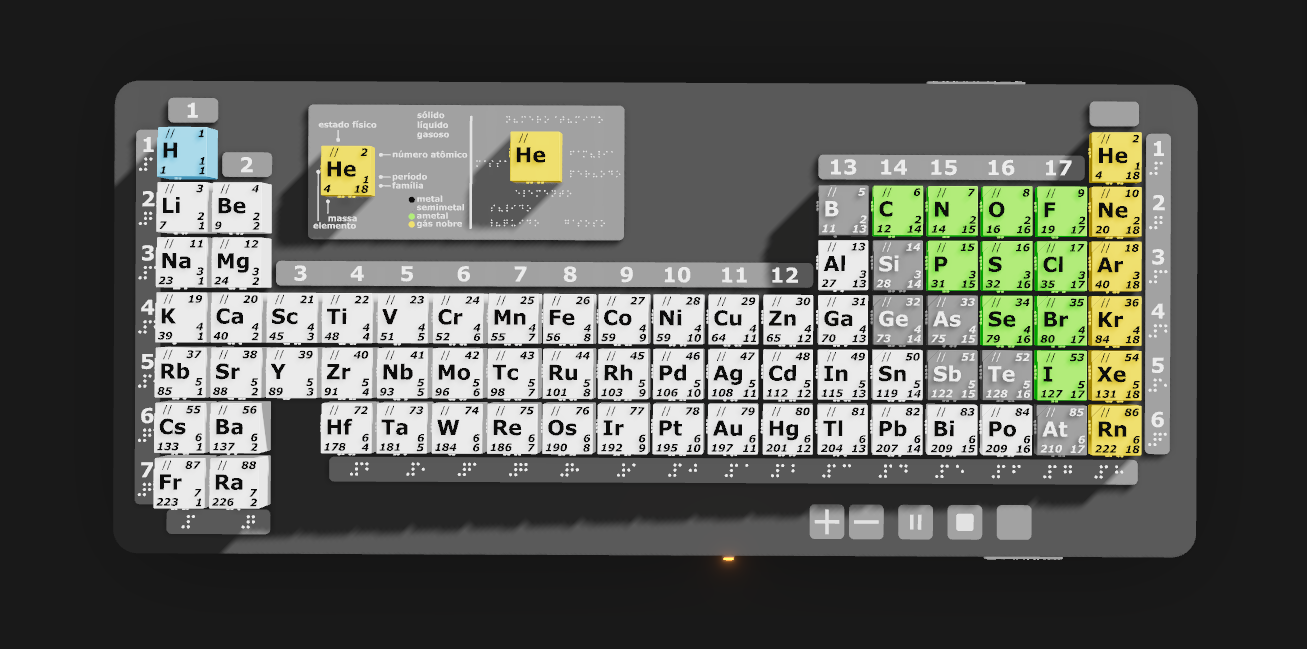 1
1 // 1 H 1 1
2
estado físico
sólido
líquido
gasoso
// 2 He 1 4 18
número atômico
período
família
massa
elemento
metal
semimetal
ametal
gás nobre
// He
13 14 15 16 17
// 2 He 1 4 18 1
2 // 3 Li 2 7 1 // 4 Be 2 9 2 // 5 B 2 11 13 // 6 C 2 12 14 // 7 N 2 14 15 // 8 O 2 16 16 // 9 F 2 19 17 // 10 Ne 2 20 18 2
3 // 11 Na 3 23 1 // 12 Mg 3 24 2 // 13 Al 3 27 13 // 14 Si 3 28 14 // 15 P 3 31 15 // 16 S 3 32 16 // 17 Cl 3 35 17 // 18 Ar 3 40 18 3
3 4 5 6 7 8 9 10 11 12
4 // 19 K 4 39 1 // 20 Ca 4 40 2 // 21 Sc 4 45 3 // 22 Ti 4 48 4 // 23 V 4 51 5 // 24 Cr 4 52 6 // 25 Mn 4 55 7 // 26 Fe 4 56 8 // 27 Co 4 59 9 // 28 Ni 4 59 10 // 29 Cu 4 64 11 // 30 Zn 4 65 12 // 31 Ga 4 70 13 // 32 Ge 4 73 14 // 33 As 4 75 15 // 34 Se 4 79 16 // 35 Br 4 80 17 // 36 Kr 4 84 18 4
5 // 37 Rb 5 85 1 // 38 Sr 5 88 2 // 39 Y 5 89 3 // 40 Zr 5 91 4 // 41 Nb 5 93 5 // 42 Mo 5 96 6 // 43 Tc 5 98 7 // 44 Ru 5 101 8 // 45 Rh 5 103 9 // 46 Pd 5 106 10 // 47 Ag 5 108 11 // 48 Cd 5 112 12 // 49 In 5 115 13 // 50 Sn 5 119 14 // 51 Sb 5 122 15 // 52 Te 5 128 16 // 53 I 5 127 17 // 54 Xe 5 131 18 5
6 // 55 Cs 6 133 1 // 56 Ba 6 137 2 // 72 Hf 6 178 4 // 73 Ta 6 181 5 // 74 W 6 184 6 // 75 Re 6 186 7 // 76 Os 6 190 8 // 77 Ir 6 192 9 // 78 Pt 6 195 10 // 79 Au 6 197 11 // 80 Hg 6 201 12 // 81 Tl 6 204 13 // 82 Pb 6 207 14 // 83 Bi 6 209 15 // 84 Po 6 209 16 // 85 At 6 210 17 // 86 Rn 6 222 18 6
7 // 87 Fr 7 223 1 // 88 Ra 7 226 2